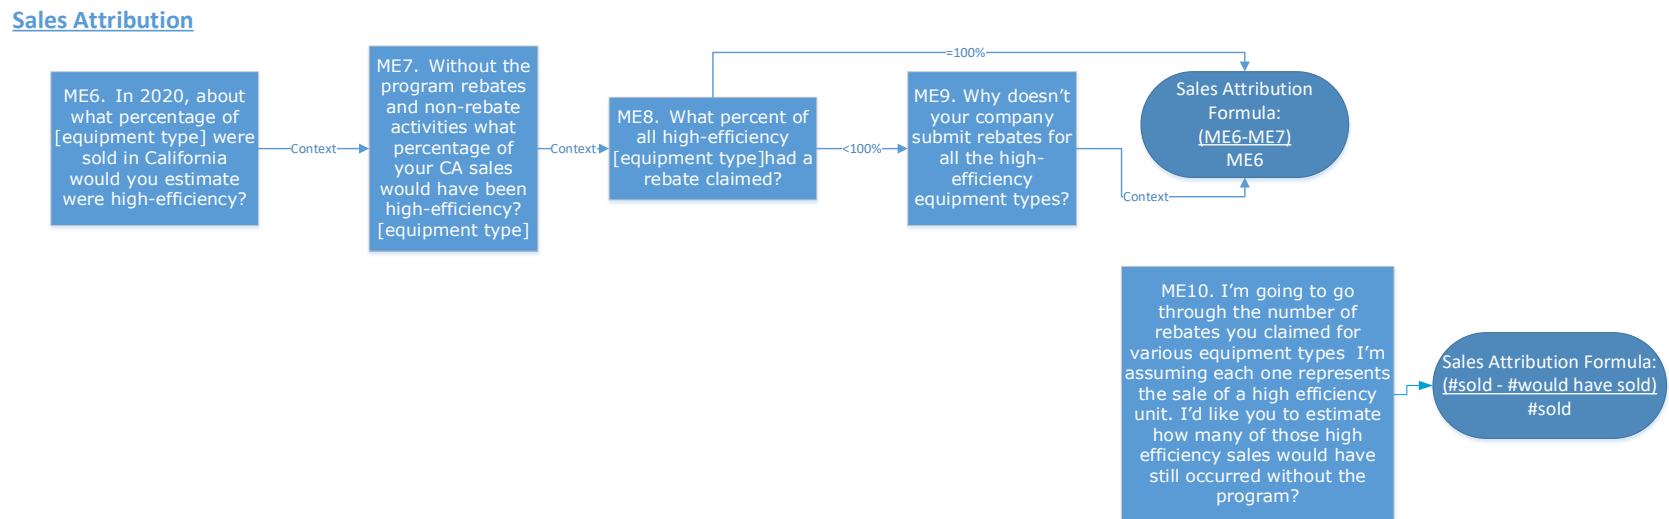 Sales Attribution
ME6. In 2020, about
what percentage of
[equipment type] were
sold in California
would you estimate
were high-efficiency?
Context
ME7. Without the
program rebates
and non-rebate
activities what
percentage of
your CA sales
would have been
high-efficiency?
[equipment type]
Context
ME8. What percent of
all high-efficiency
[equipment type]had a
rebate claimed?
=100%
<100%
ME9. Why doesn’t
your company
submit rebates for
all the high-
efficiency
equipment types?
Context
Sales Attribution
Formula:
(ME6-ME7)
ME6
ME10. I’m going to go
through the number of
rebates you claimed for
various equipment types I’m
assuming each one represents
the sale of a high efficiency
unit. I’d like you to estimate
how many of those high
efficiency sales would have
still occurred without the
program?
Sales Attribution Formula:
(#sold - #would have sold)
#sold